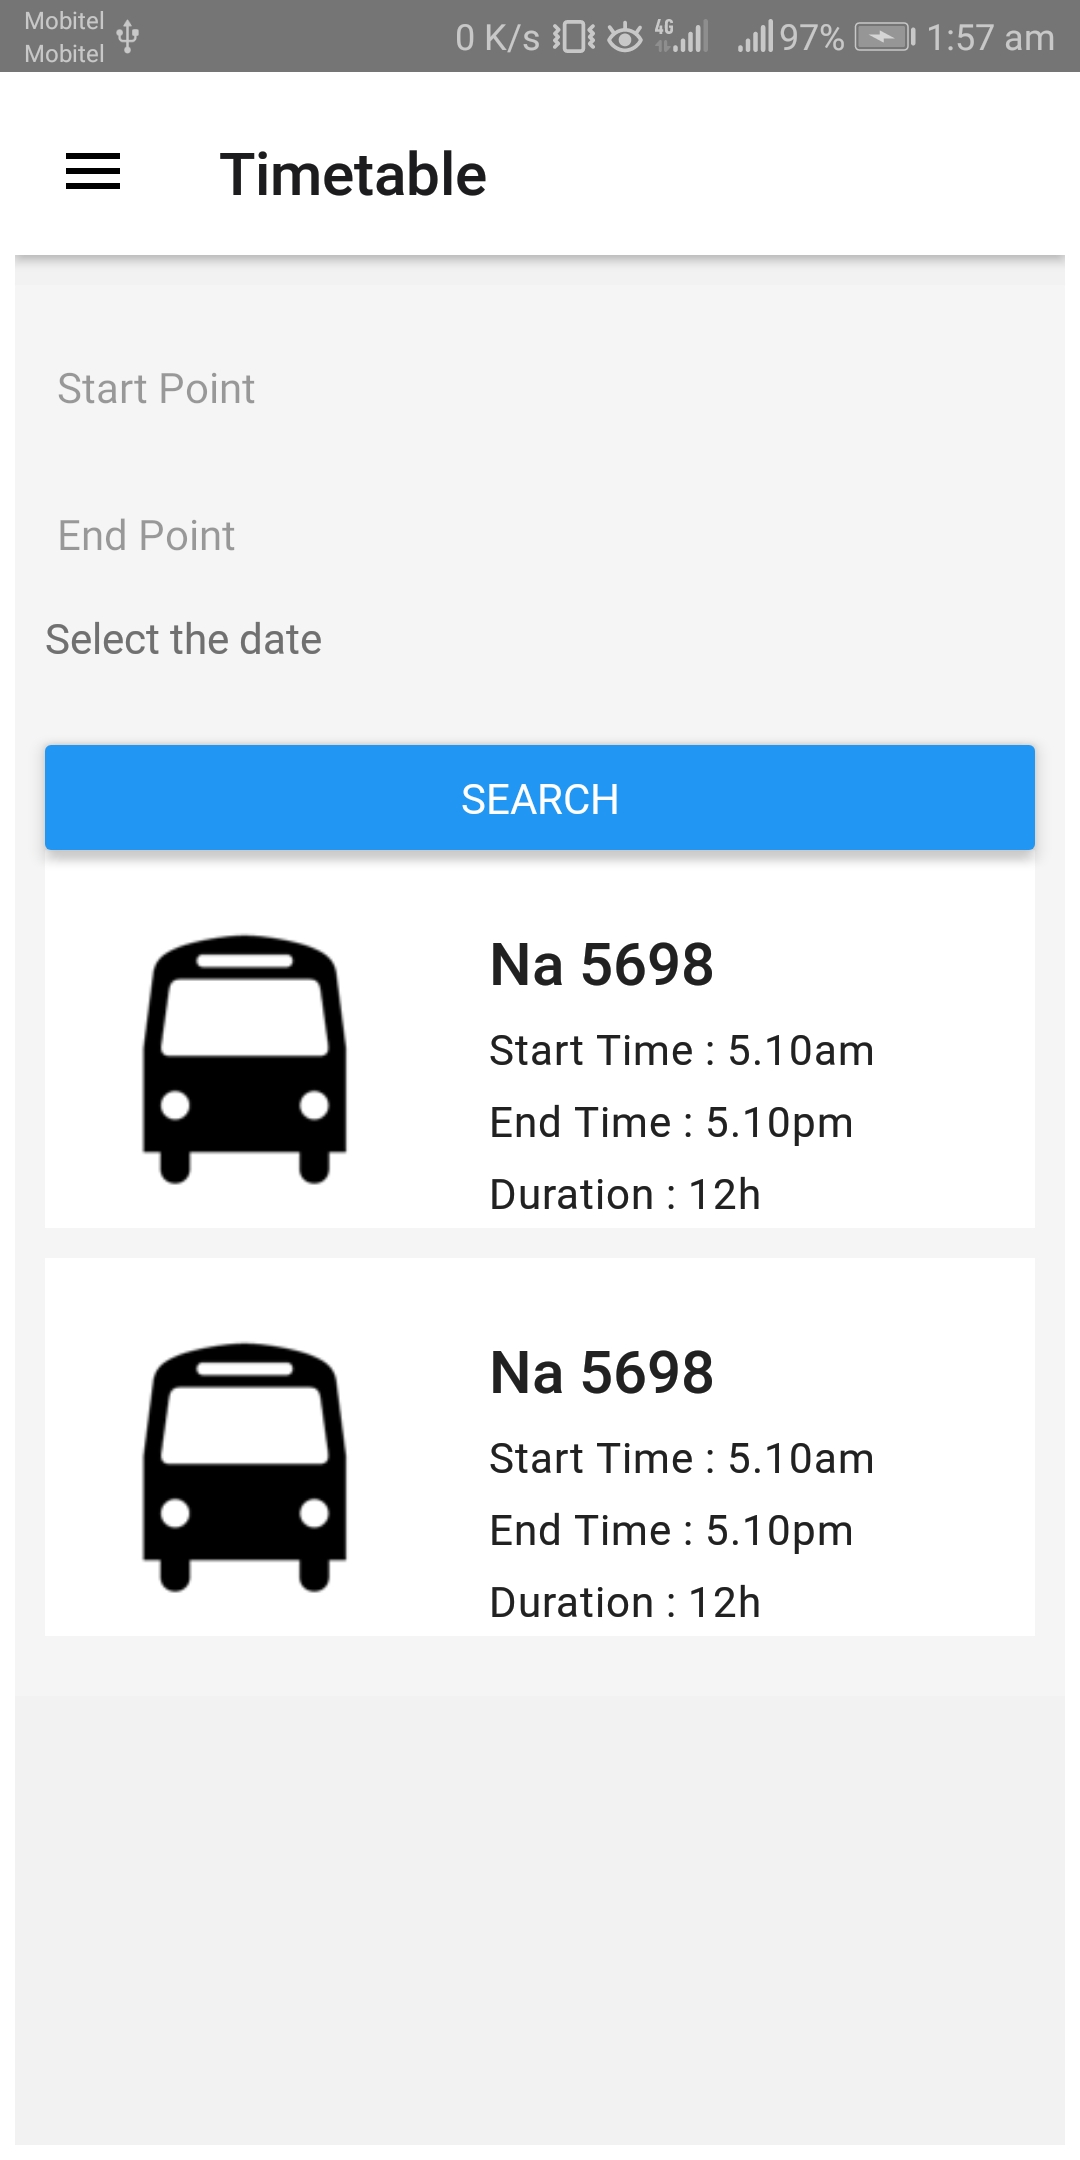 Mobitel
Mobitel
0 K/s 4G 97% 1:57 am
Timetable
Start Point
End Point
Select the date
SEARCH
Na 5698
Start Time : 5.10am
End Time : 5.10pm
Duration : 12h
Na 5698
Start Time : 5.10am
End Time : 5.10pm
Duration : 12h